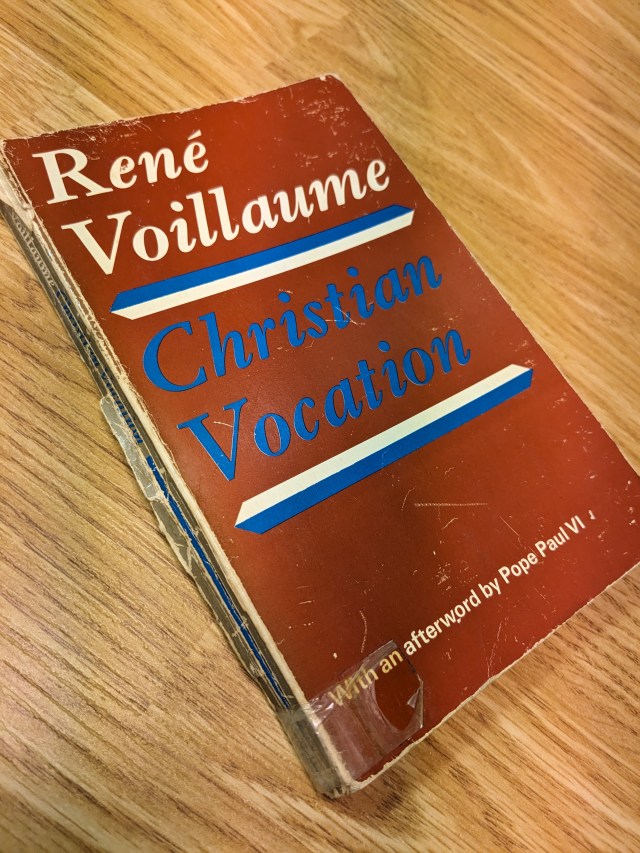 René
Voillaume
Christian
Vocation
With an afterword by Pope Paul VI